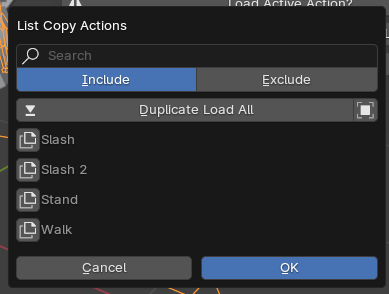 Load Active Action?
List Copy Actions
Search
Include Exclude
Duplicate Load All
Slash
Slash 2
Stand
Walk
Cancel OK